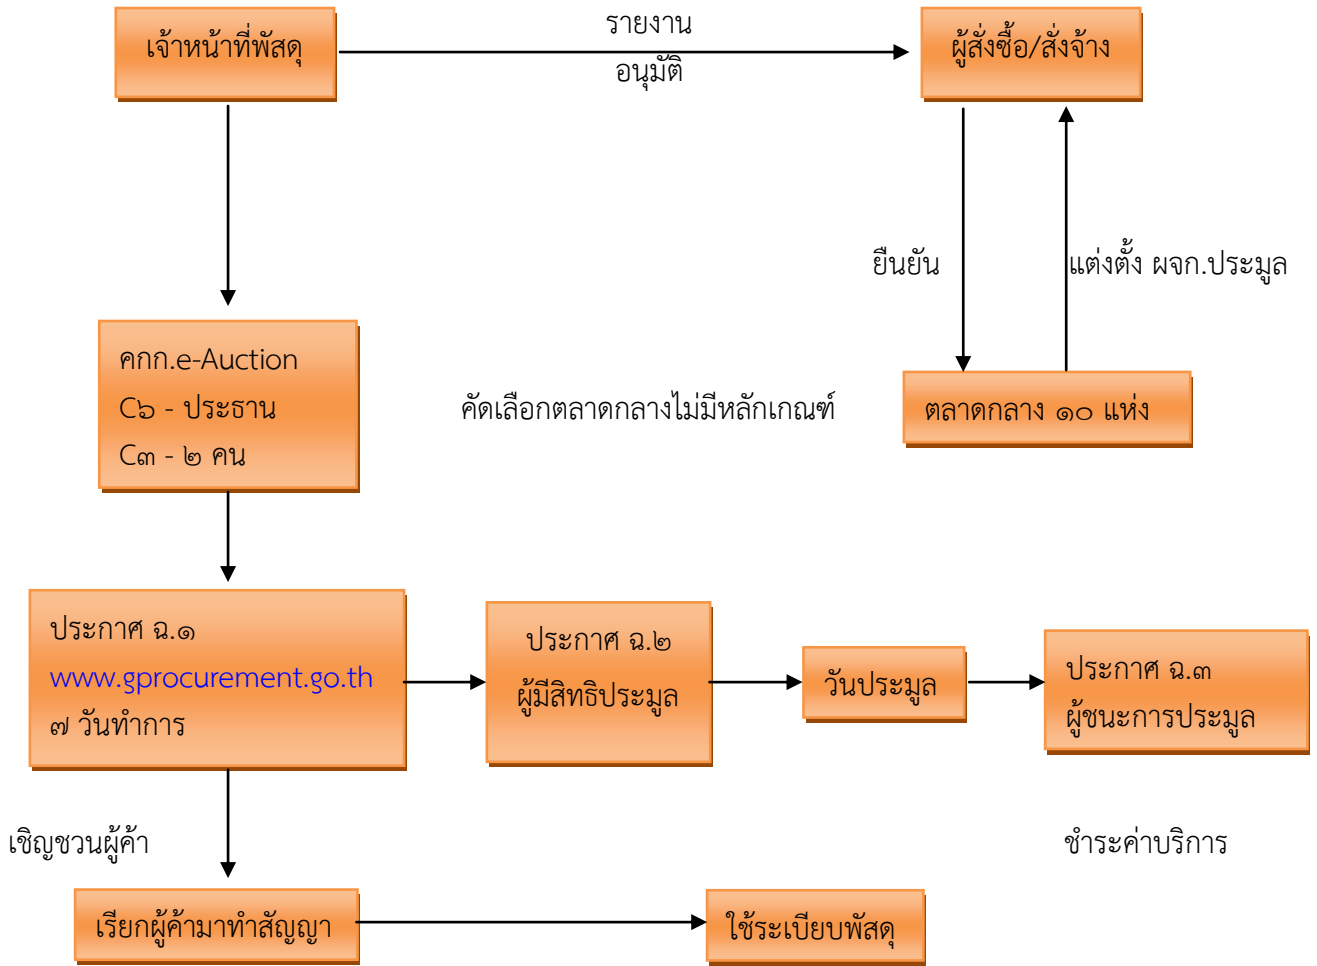 เจ้าหน้าที่พัสดุ
รายงาน
อนุมัติ
ผู้สั่งซื้อ/สั่งจ้าง
ยืนยัน
แต่งตั้ง ผจก.ประมูล
คกก.e-Auction
C๖ - ประธาน
C๓ - ๒ คน
คัดเลือกตลาดกลางไม่มีหลักเกณฑ์
ตลาดกลาง ๑๐ แห่ง
ประกาศ ฉ.๑
www.gprocurement.go.th
๗ วันทำการ
ประกาศ ฉ.๒
ผู้มีสิทธิประมูล
วันประมูล
ประกาศ ฉ.๓
ผู้ชนะการประมูล
เชิญชวนผู้ค้า
ชำระค่าบริการ
เรียกผู้ค้ามาทำสัญญา
ใช้ระเบียบพัสดุ